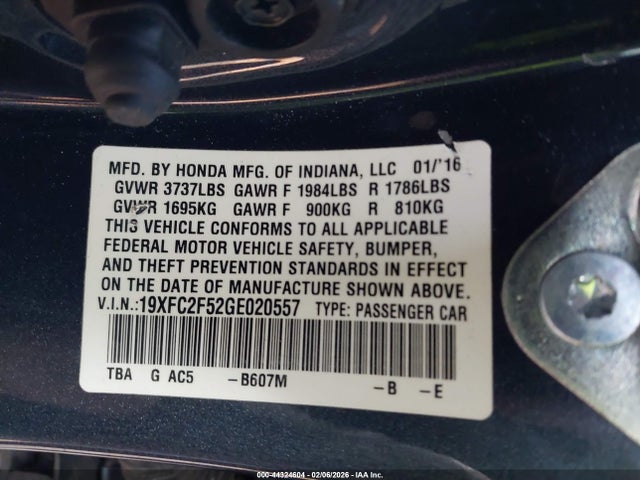 MFD. BY HONDA MFG. OF INDIANA, LLC 01/'16
GVWR 3737LBS GAWR F 1984LBS R 1786LBS
GVWR 1695KG GAWR F 900KG R 810KG
THIS VEHICLE CONFORMS TO ALL APPLICABLE
FEDERAL MOTOR VEHICLE SAFETY, BUMPER,
AND THEFT PREVENTION STANDARDS IN EFFECT
ON THE DATE OF MANUFACTURE SHOWN ABOVE.
V.I.N.:19XFC2F52GE020557 TYPE: PASSENGER CAR
TBA G AC5 -B607M -B -E
COPART: 44324604 - 02/06/2026 - IAA Inc.